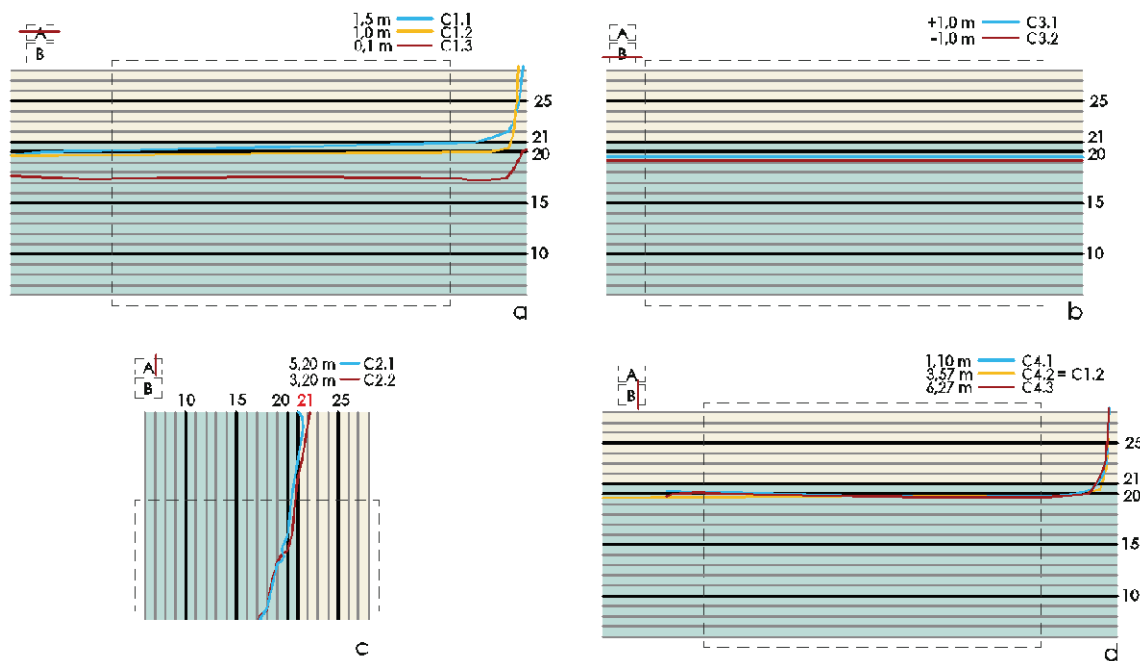 A
B
1,5 m C1.1
1,0 m C1.2
0,1 m C1.3
25
21
20
15
10
a
A
B
+1,0 m C3.1
-1,0 m C3.2
25
21
20
15
10
b
A
B
5,20 m C2.1
3,20 m C2.2
10 15 20 21 25
c
A
B
1,10 m C4.1
3,57 m C4.2 = C1.2
6,27 m C4.3
25
21
20
15
10
d